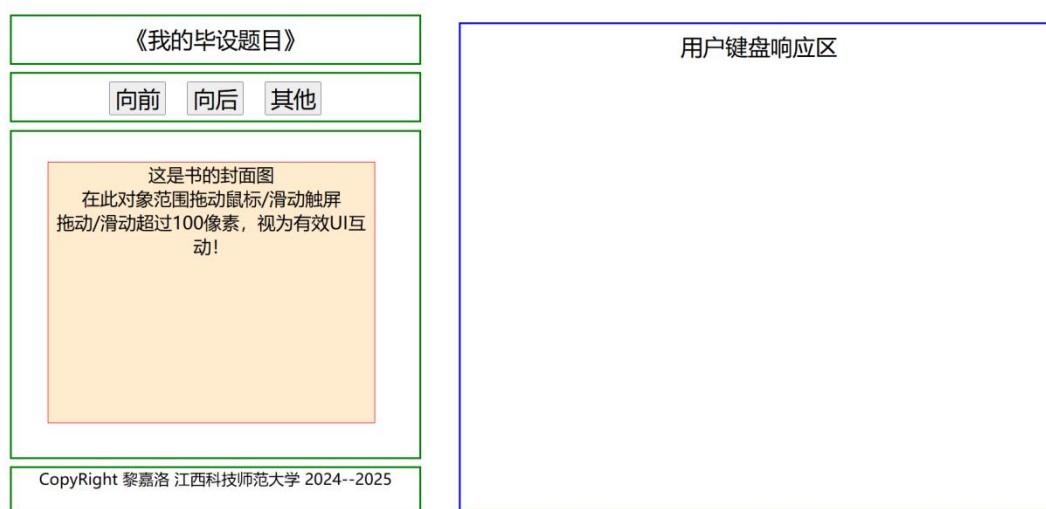 《我的毕设题目》
向前 向后 其他
这是书的封面图
在此对象范围拖动鼠标/滑动触屏
拖动/滑动超过100像素，视为有效UI互
动！
CopyRight 黎嘉洛 江西科技师范大学 2024--2025
用户键盘响应区